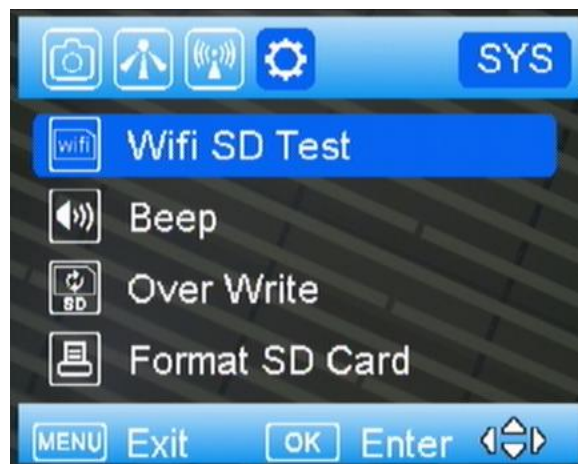 SYS
wifi Wifi SD Test
Beep
SD Over Write
Format SD Card
MENU Exit OK Enter